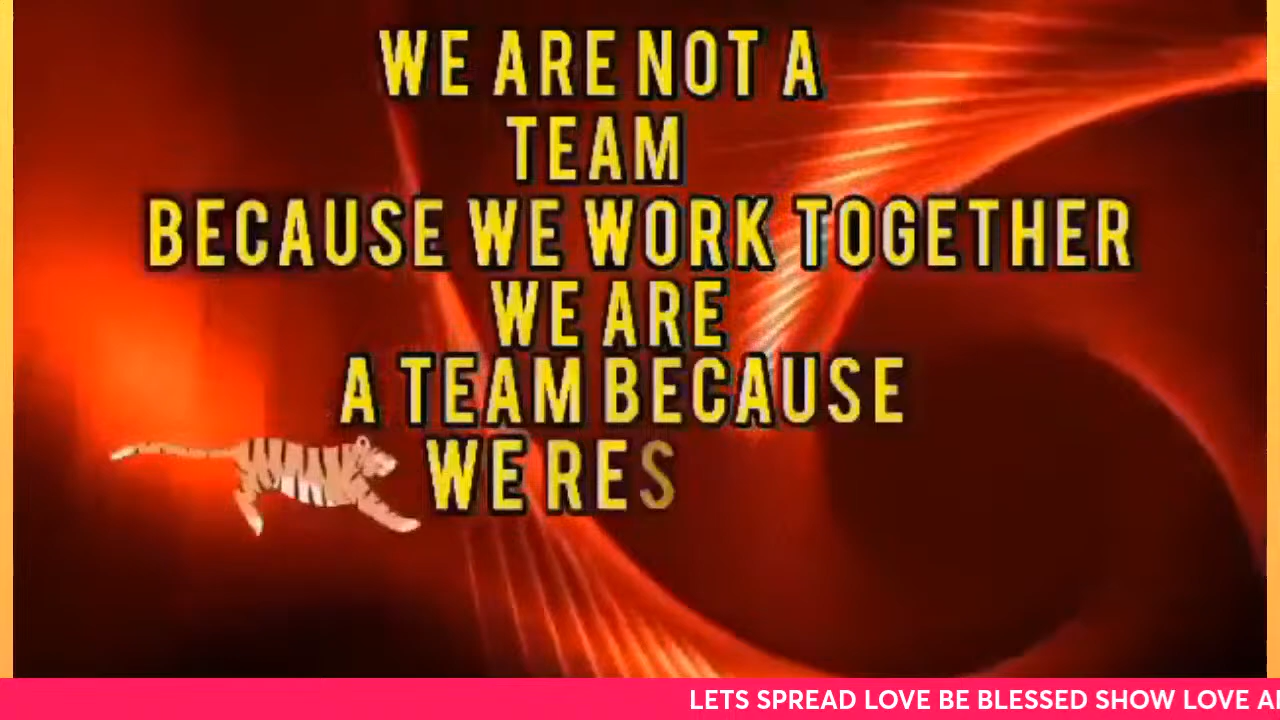 WE ARE NOT A
TEAM
BECAUSE WE WORK TOGETHER
WE ARE
A TEAM BECAUSE
WE RES
LETS SPREAD LOVE BE BLESSED SHOW LOVE